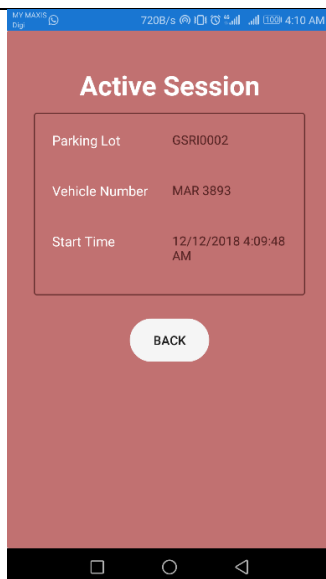 MY MAXIS
Digi
720B/s 100 4:10 AM
Active Session
Parking Lot GSRI0002
Vehicle Number MAR 3893
Start Time 12/12/2018 4:09:48
AM
BACK